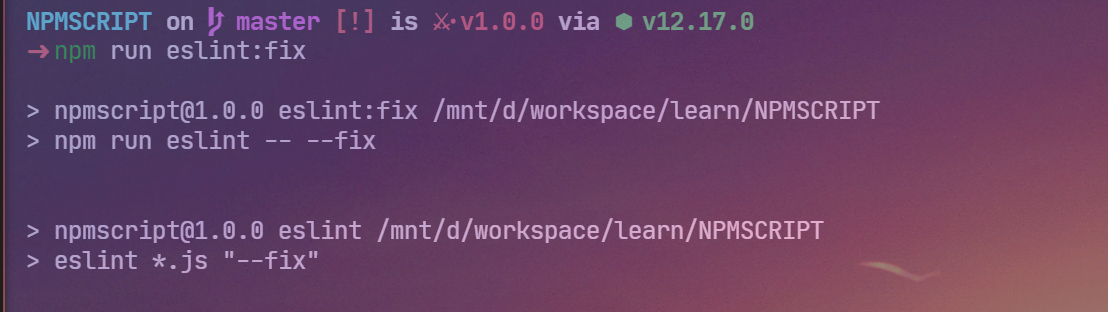 NPMSCRIPT on master [!] is v1.0.0 via ⬢ v12.17.0
→ npm run eslint:fix
> npmscript@1.0.0 eslint:fix /mnt/d/workspace/learn/NPMSCRIPT
> npm run eslint -- --fix
> npmscript@1.0.0 eslint /mnt/d/workspace/learn/NPMSCRIPT
> eslint *.js "--fix"